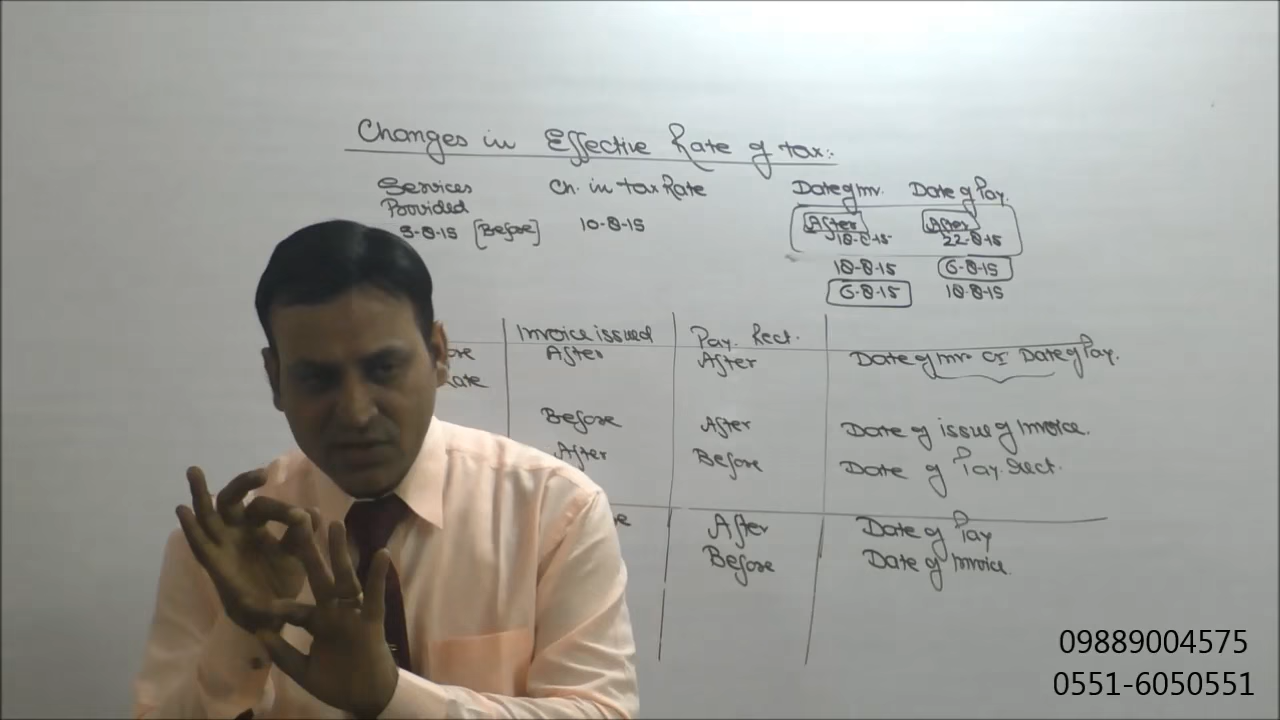 Changes in Effective Rate of tax:
Services Ch. in tax Rate Date of inv. Date of Pay.
Provided
5-8-15 [Before] 10-8-15 After After
18-8-15 22-8-15
18-8-15 6-8-15
6-8-15 18-8-15
Invoice issued Pay. Rect.
After After Date of inv. or Date of Pay.
Before After Date of issue of Invoice.
After Before Date of Pay. rect.
After Date of Pay
Before Date of Invoice.
09889004575
0551-6050551